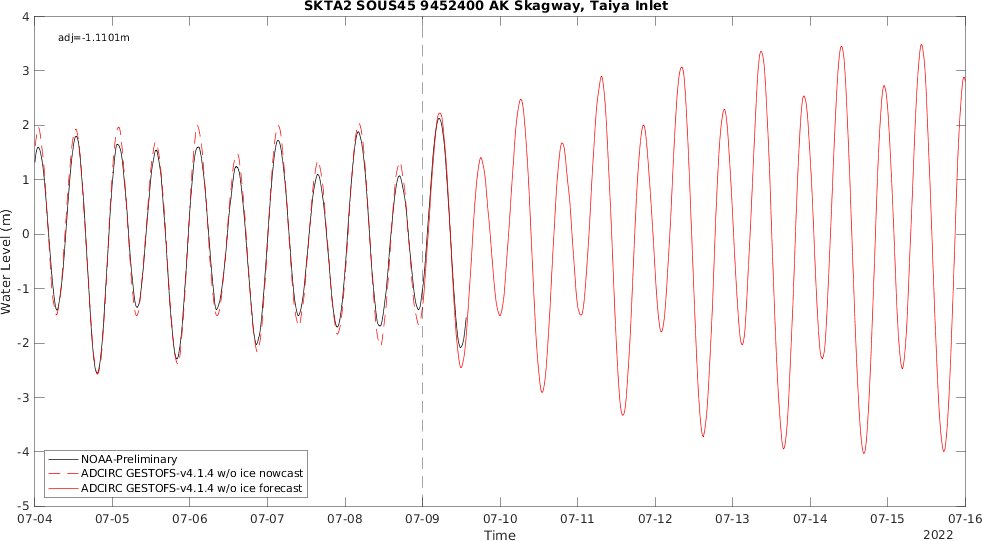 SKTA2 SOUS45 9452400 AK Skagway, Taiya Inlet
adj=-1.1101m
4
3
2
1
0
-1
-2
-3
-4
-5
Water Level (m)
NOAA-Preliminary
ADCIRC GESTOFS-v4.1.4 w/o ice nowcast
ADCIRC GESTOFS-v4.1.4 w/o ice forecast
07-04 07-05 07-06 07-07 07-08 07-09 07-10 07-11 07-12 07-13 07-14 07-15 07-16
Time
2022